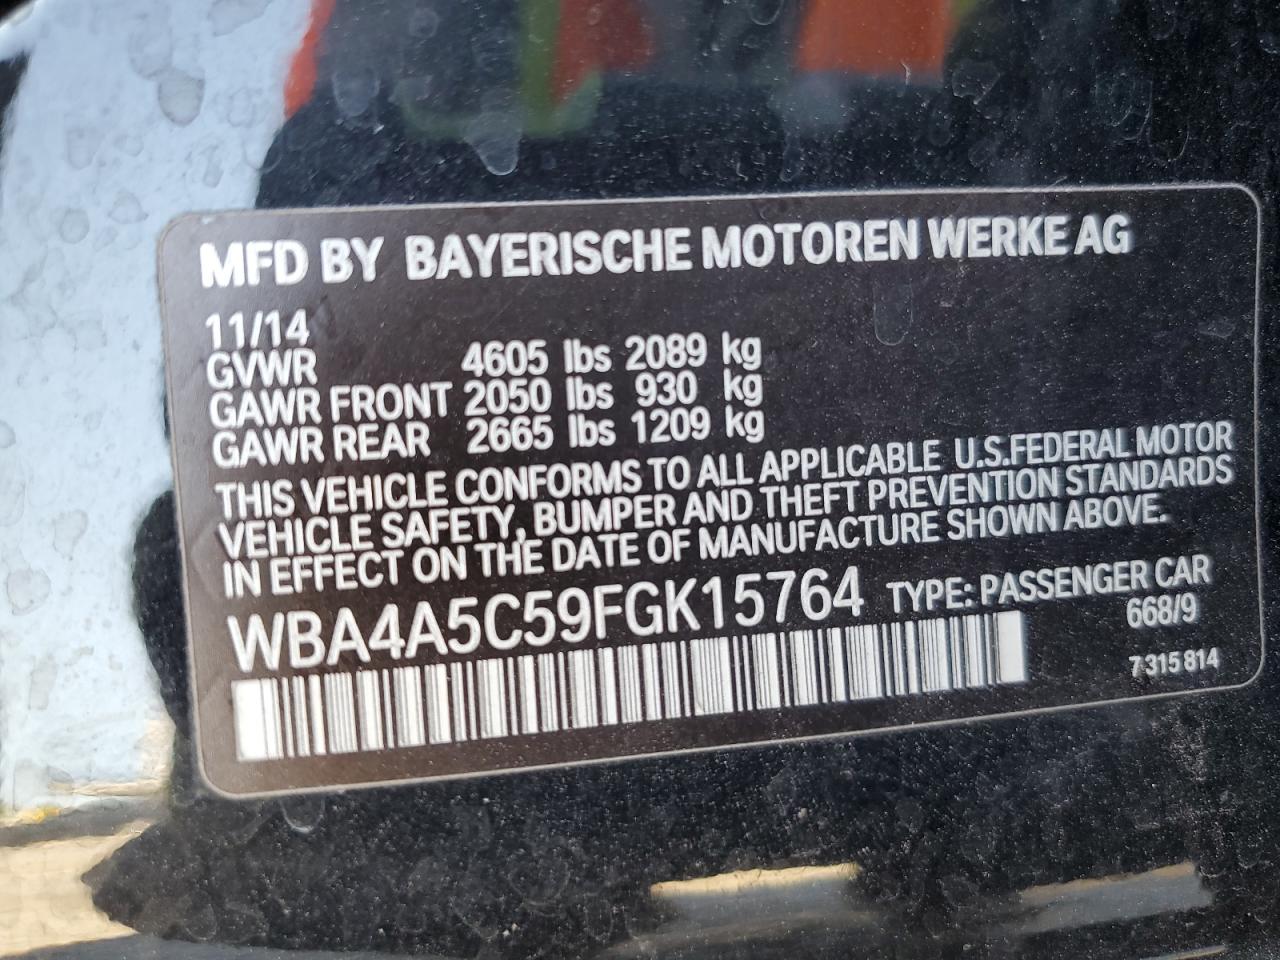 MFD BY BAYERISCHE MOTOREN WERKE AG
11/14
GVWR 4605 lbs 2089 kg
GAWR FRONT 2050 lbs 930 kg
GAWR REAR 2665 lbs 1209 kg
THIS VEHICLE CONFORMS TO ALL APPLICABLE U.S.FEDERAL MOTOR
VEHICLE SAFETY, BUMPER AND THEFT PREVENTION STANDARDS
IN EFFECT ON THE DATE OF MANUFACTURE SHOWN ABOVE.
WBA4A5C59FGK15764 TYPE: PASSENGER CAR
668/9
7 315 814